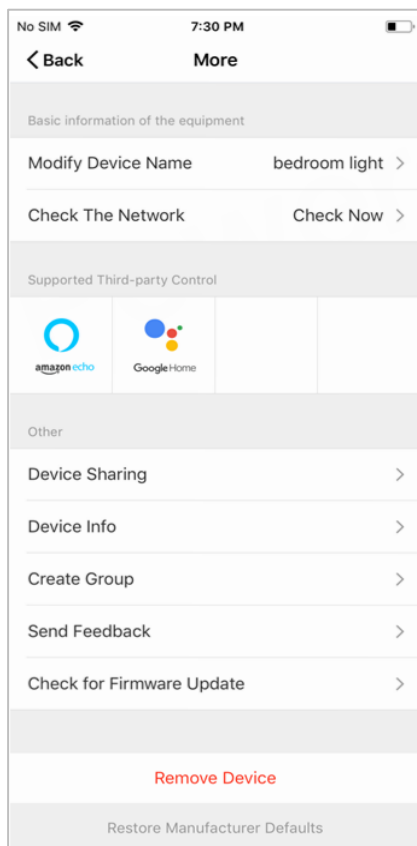 No SIM 7:30 PM
Back More
Basic information of the equipment
Modify Device Name bedroom light
Check The Network Check Now
Supported Third-party Control
amazon echo Google Home
Other
Device Sharing
Device Info
Create Group
Send Feedback
Check for Firmware Update
Remove Device
Restore Manufacturer Defaults